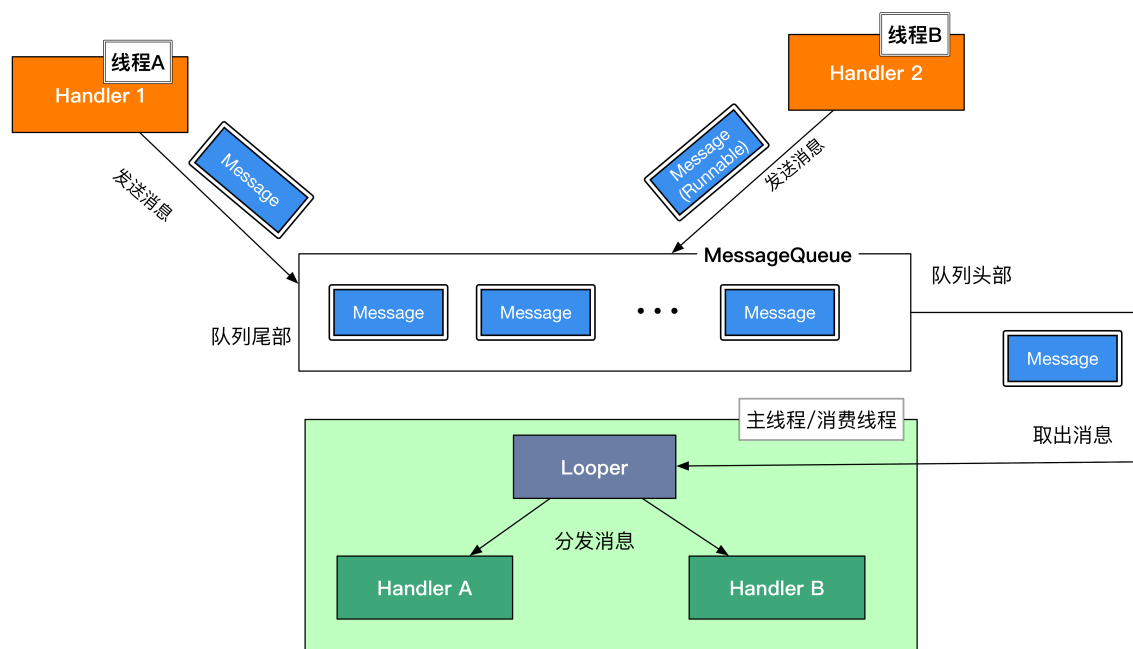 线程A
Handler 1
线程B
Handler 2
Message
发送消息
Message
(Runnable)
发送消息
MessageQueue
队列头部
Message
Message
• • •
Message
队列尾部
Message
主线程/消费线程
取出消息
Looper
分发消息
Handler A
Handler B